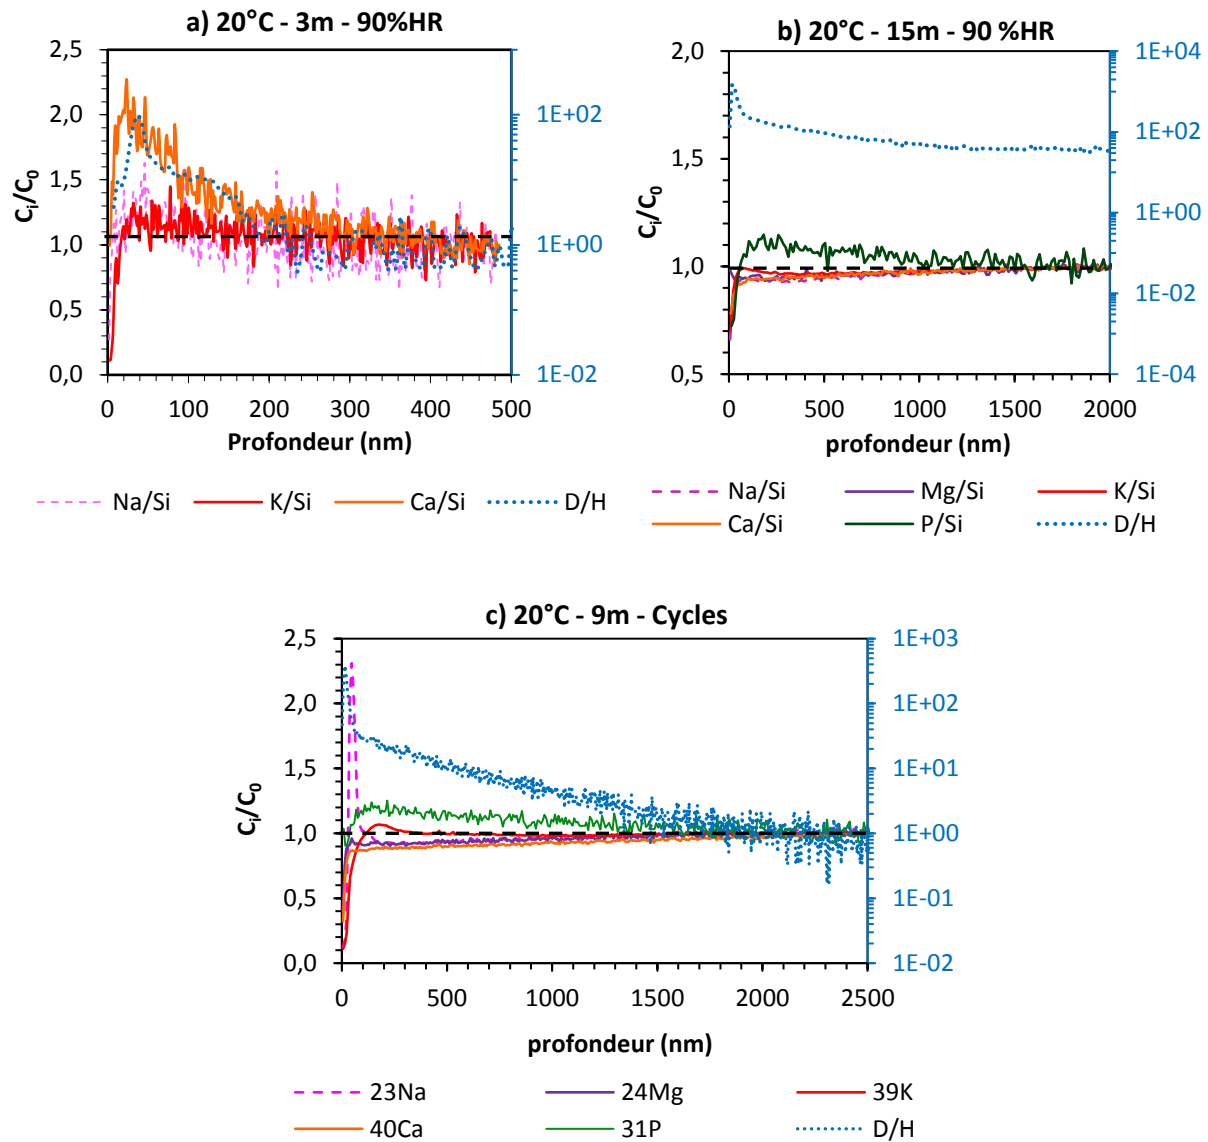 a) 20°C - 3m - 90%HR
2,5
2,0
1,5
1,0
0,5
0,0
Ci/C0
1E+02
1E+00
1E-02
0 100 200 300 400 500
Profondeur (nm)
Na/Si K/Si Ca/Si D/H
b) 20°C - 15m - 90 %HR
2,0
1,5
1,0
0,5
Ci/C0
1E+04
1E+02
1E+00
1E-02
1E-04
0 500 1000 1500 2000
profondeur (nm)
Na/Si Mg/Si K/Si
Ca/Si P/Si D/H
c) 20°C - 9m - Cycles
2,5
2,0
1,5
1,0
0,5
0,0
Ci/C0
1E+03
1E+02
1E+01
1E+00
1E-01
1E-02
0 500 1000 1500 2000 2500
profondeur (nm)
23Na 24Mg 39K
40Ca 31P D/H